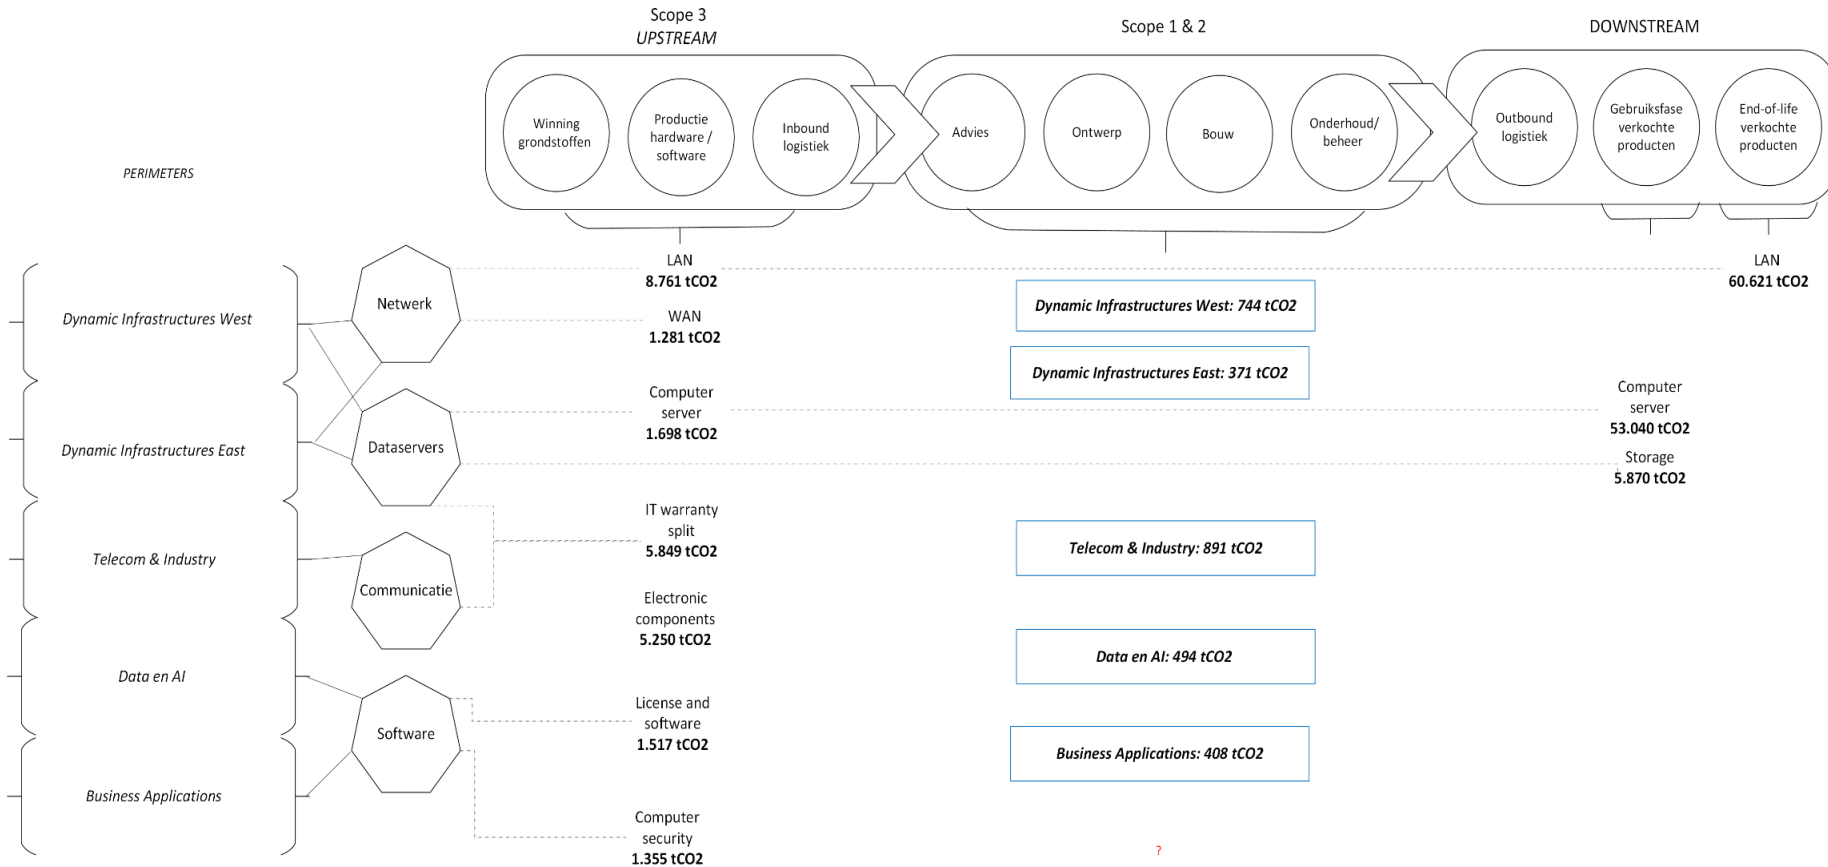 Scope 3
UPSTREAM
Scope 1 & 2
DOWNSTREAM
Winning
grondstoffen
Productie
hardware /
software
Inbound
logistiek
Advies
Ontwerp
Bouw
Onderhoud/
beheer
Outbound
logistiek
Gebruiksfase
verkochte
producten
End-of-life
verkochte
producten
PERIMETERS
Dynamic Infrastructures West
Dynamic Infrastructures East
Telecom & Industry
Data en AI
Business Applications
Netwerk
Dataservers
Communicatie
Software
LAN
8.761 tCO2
WAN
1.281 tCO2
Computer
server
1.698 tCO2
IT warranty
split
5.849 tCO2
Electronic
components
5.250 tCO2
License and
software
1.517 tCO2
Computer
security
1.355 tCO2
Dynamic Infrastructures West: 744 tCO2
Dynamic Infrastructures East: 371 tCO2
Telecom & Industry: 891 tCO2
Data en AI: 494 tCO2
Business Applications: 408 tCO2
?
Computer
server
53.040 tCO2
Storage
5.870 tCO2
LAN
60.621 tCO2